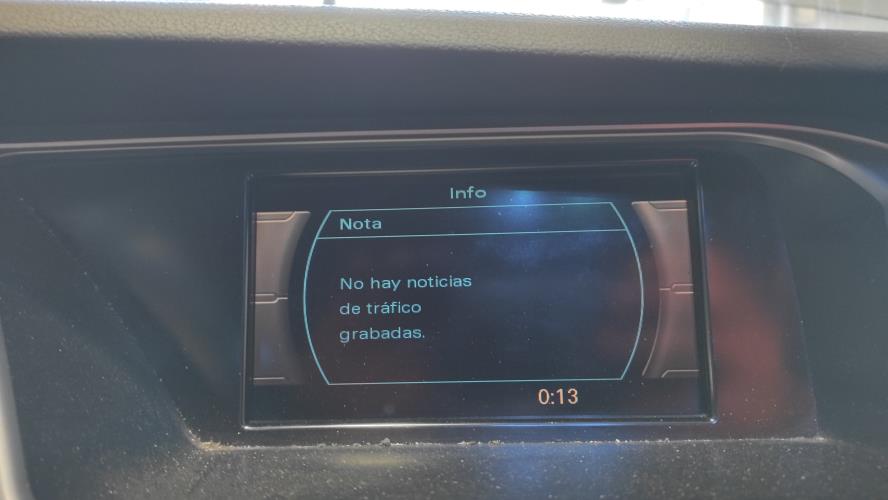 Info
Nota
No hay noticias
de tráfico
grabadas.
0:13